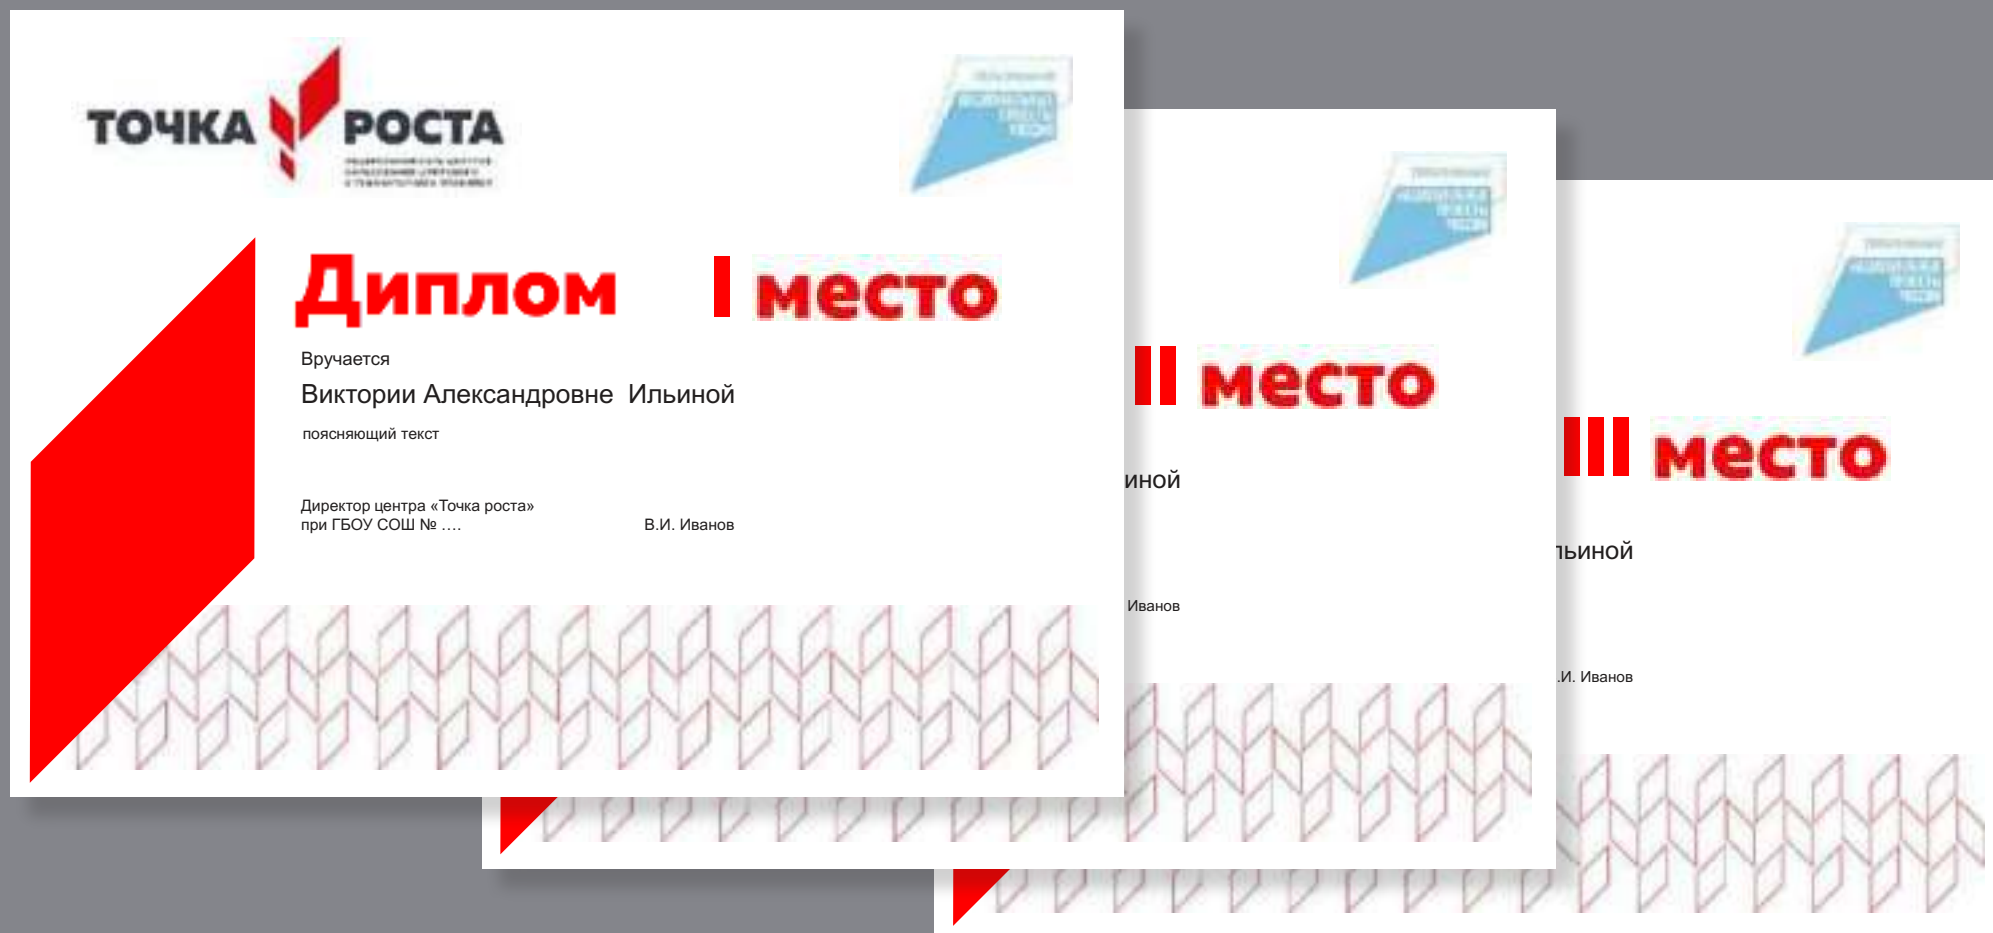 ТОЧКА РОСТА
Диплом I место
Вручается
Виктории Александровне Ильиной
поясняющий текст
Директор центра «Точка роста»
при ГБОУ СОШ № .... В.И. Иванов
II место
иной
Иванов
III место
льиной
.И. Иванов